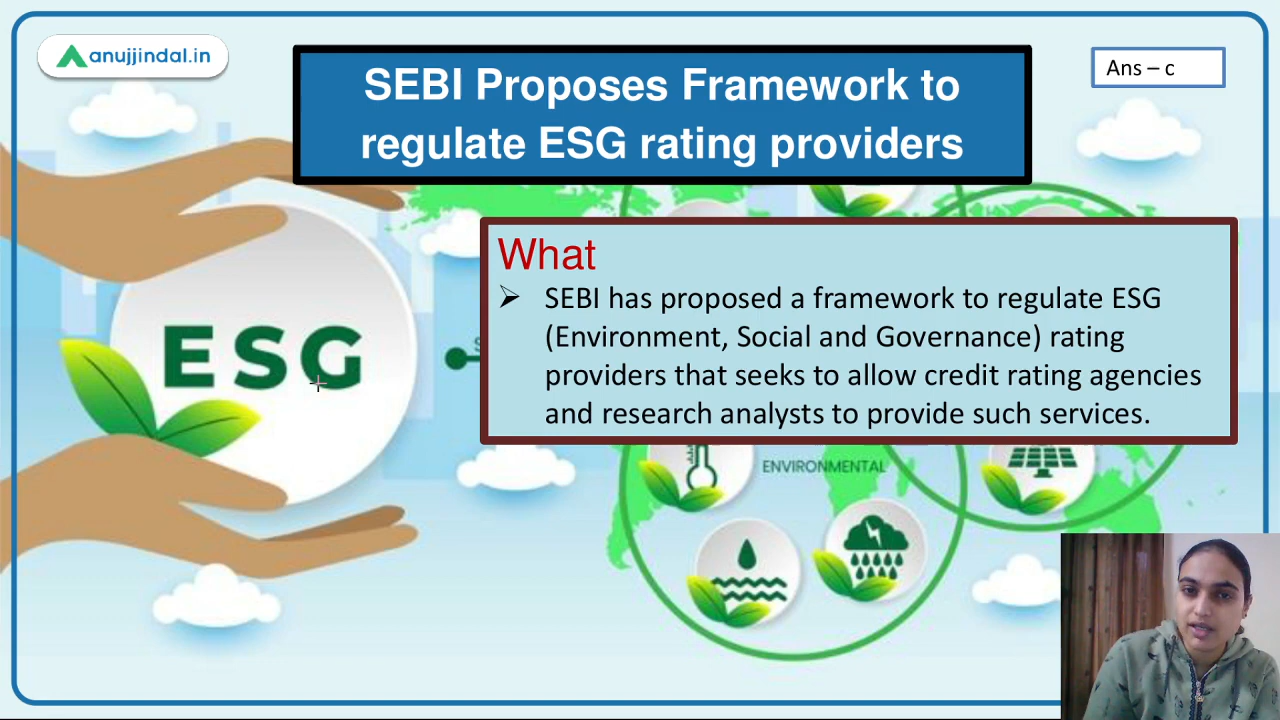 anujjindal.in
SEBI Proposes Framework to
regulate ESG rating providers
Ans – c
What
➢ SEBI has proposed a framework to regulate ESG
(Environment, Social and Governance) rating
providers that seeks to allow credit rating agencies
and research analysts to provide such services.
ESG
ENVIRONMENTAL